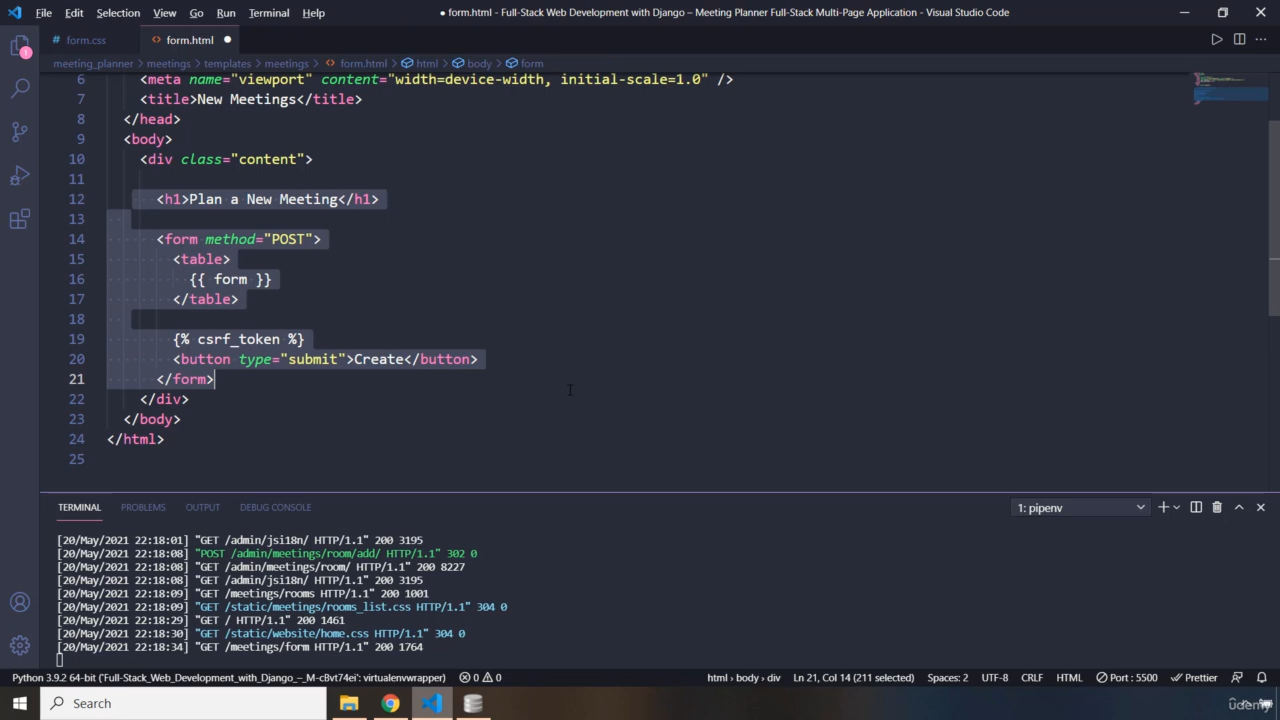 File Edit Selection View Go Run Terminal Help
● form.html - Full-Stack Web Development with Django – Meeting Planner Full-Stack Multi-Page Application - Visual Studio Code
# form.css
<> form.html ●
meeting_planner > meetings > templates > meetings > <> form.html > html > body > form
6 <meta name="viewport" content="width=device-width, initial-scale=1.0" />
7 <title>New Meetings</title>
8 </head>
9 <body>
10 <div class="content">
11
12 <h1>Plan a New Meeting</h1>
13
14 <form method="POST">
15 <table>
16 {{ form }}
17 </table>
18
19 {% csrf_token %}
20 <button type="submit">Create</button>
21 </form>
22 </div>
23 </body>
24 </html>
25
TERMINAL PROBLEMS OUTPUT DEBUG CONSOLE
1: pipenv
[20/May/2021 22:18:01] "GET /admin/jsi18n/ HTTP/1.1" 200 3195
[20/May/2021 22:18:08] "POST /admin/meetings/room/add/ HTTP/1.1" 302 0
[20/May/2021 22:18:08] "GET /admin/meetings/room/ HTTP/1.1" 200 8227
[20/May/2021 22:18:08] "GET /admin/jsi18n/ HTTP/1.1" 200 3195
[20/May/2021 22:18:09] "GET /meetings/rooms HTTP/1.1" 200 1001
[20/May/2021 22:18:09] "GET /static/meetings/rooms_list.css HTTP/1.1" 304 0
[20/May/2021 22:18:29] "GET / HTTP/1.1" 200 1461
[20/May/2021 22:18:30] "GET /static/website/home.css HTTP/1.1" 304 0
[20/May/2021 22:18:34] "GET /meetings/form HTTP/1.1" 200 1764
Python 3.9.2 64-bit ('Full-Stack_Web_Development_with_Django_–_M-c8vt74ei': virtualenvwrapper) 0 0
html > body > div Ln 21, Col 14 (211 selected) Spaces: 2 UTF-8 CRLF HTML Port : 5500 Prettier
Search
udemy
1